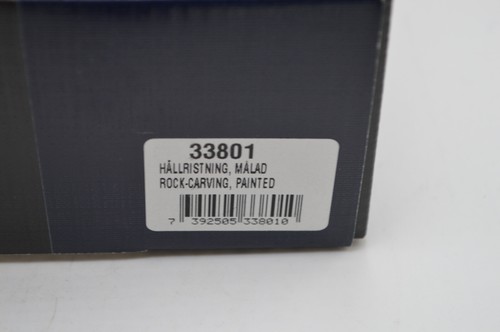 33801
HÄLLRISTNING, MÅLAD
ROCK-CARVING, PAINTED
7 392505 338010